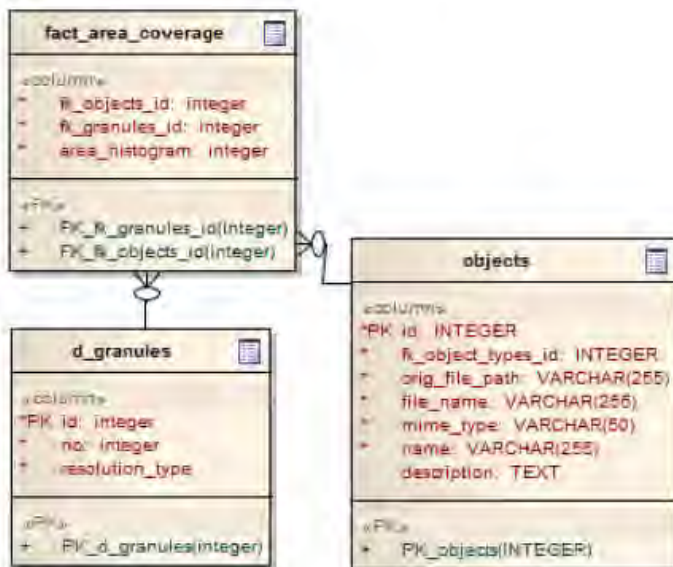 fact_area_coverage
«column»
* fk_objects_id: integer
* fk_granules_id: integer
* area_histogram: integer
«FK»
+ FK_fk_granules_id(integer)
+ FK_fk_objects_id(integer)
objects
«column»
*PK id: INTEGER
* fk_object_types_id: INTEGER
* orig_file_path: VARCHAR(255)
* file_name: VARCHAR(255)
* mime_type: VARCHAR(50)
* name: VARCHAR(255)
description: TEXT
«PK»
+ PK_objects(INTEGER)
d_granules
«column»
*PK id: integer
* no: integer
* resolution_type
«PK»
+ PK_d_granules(integer)